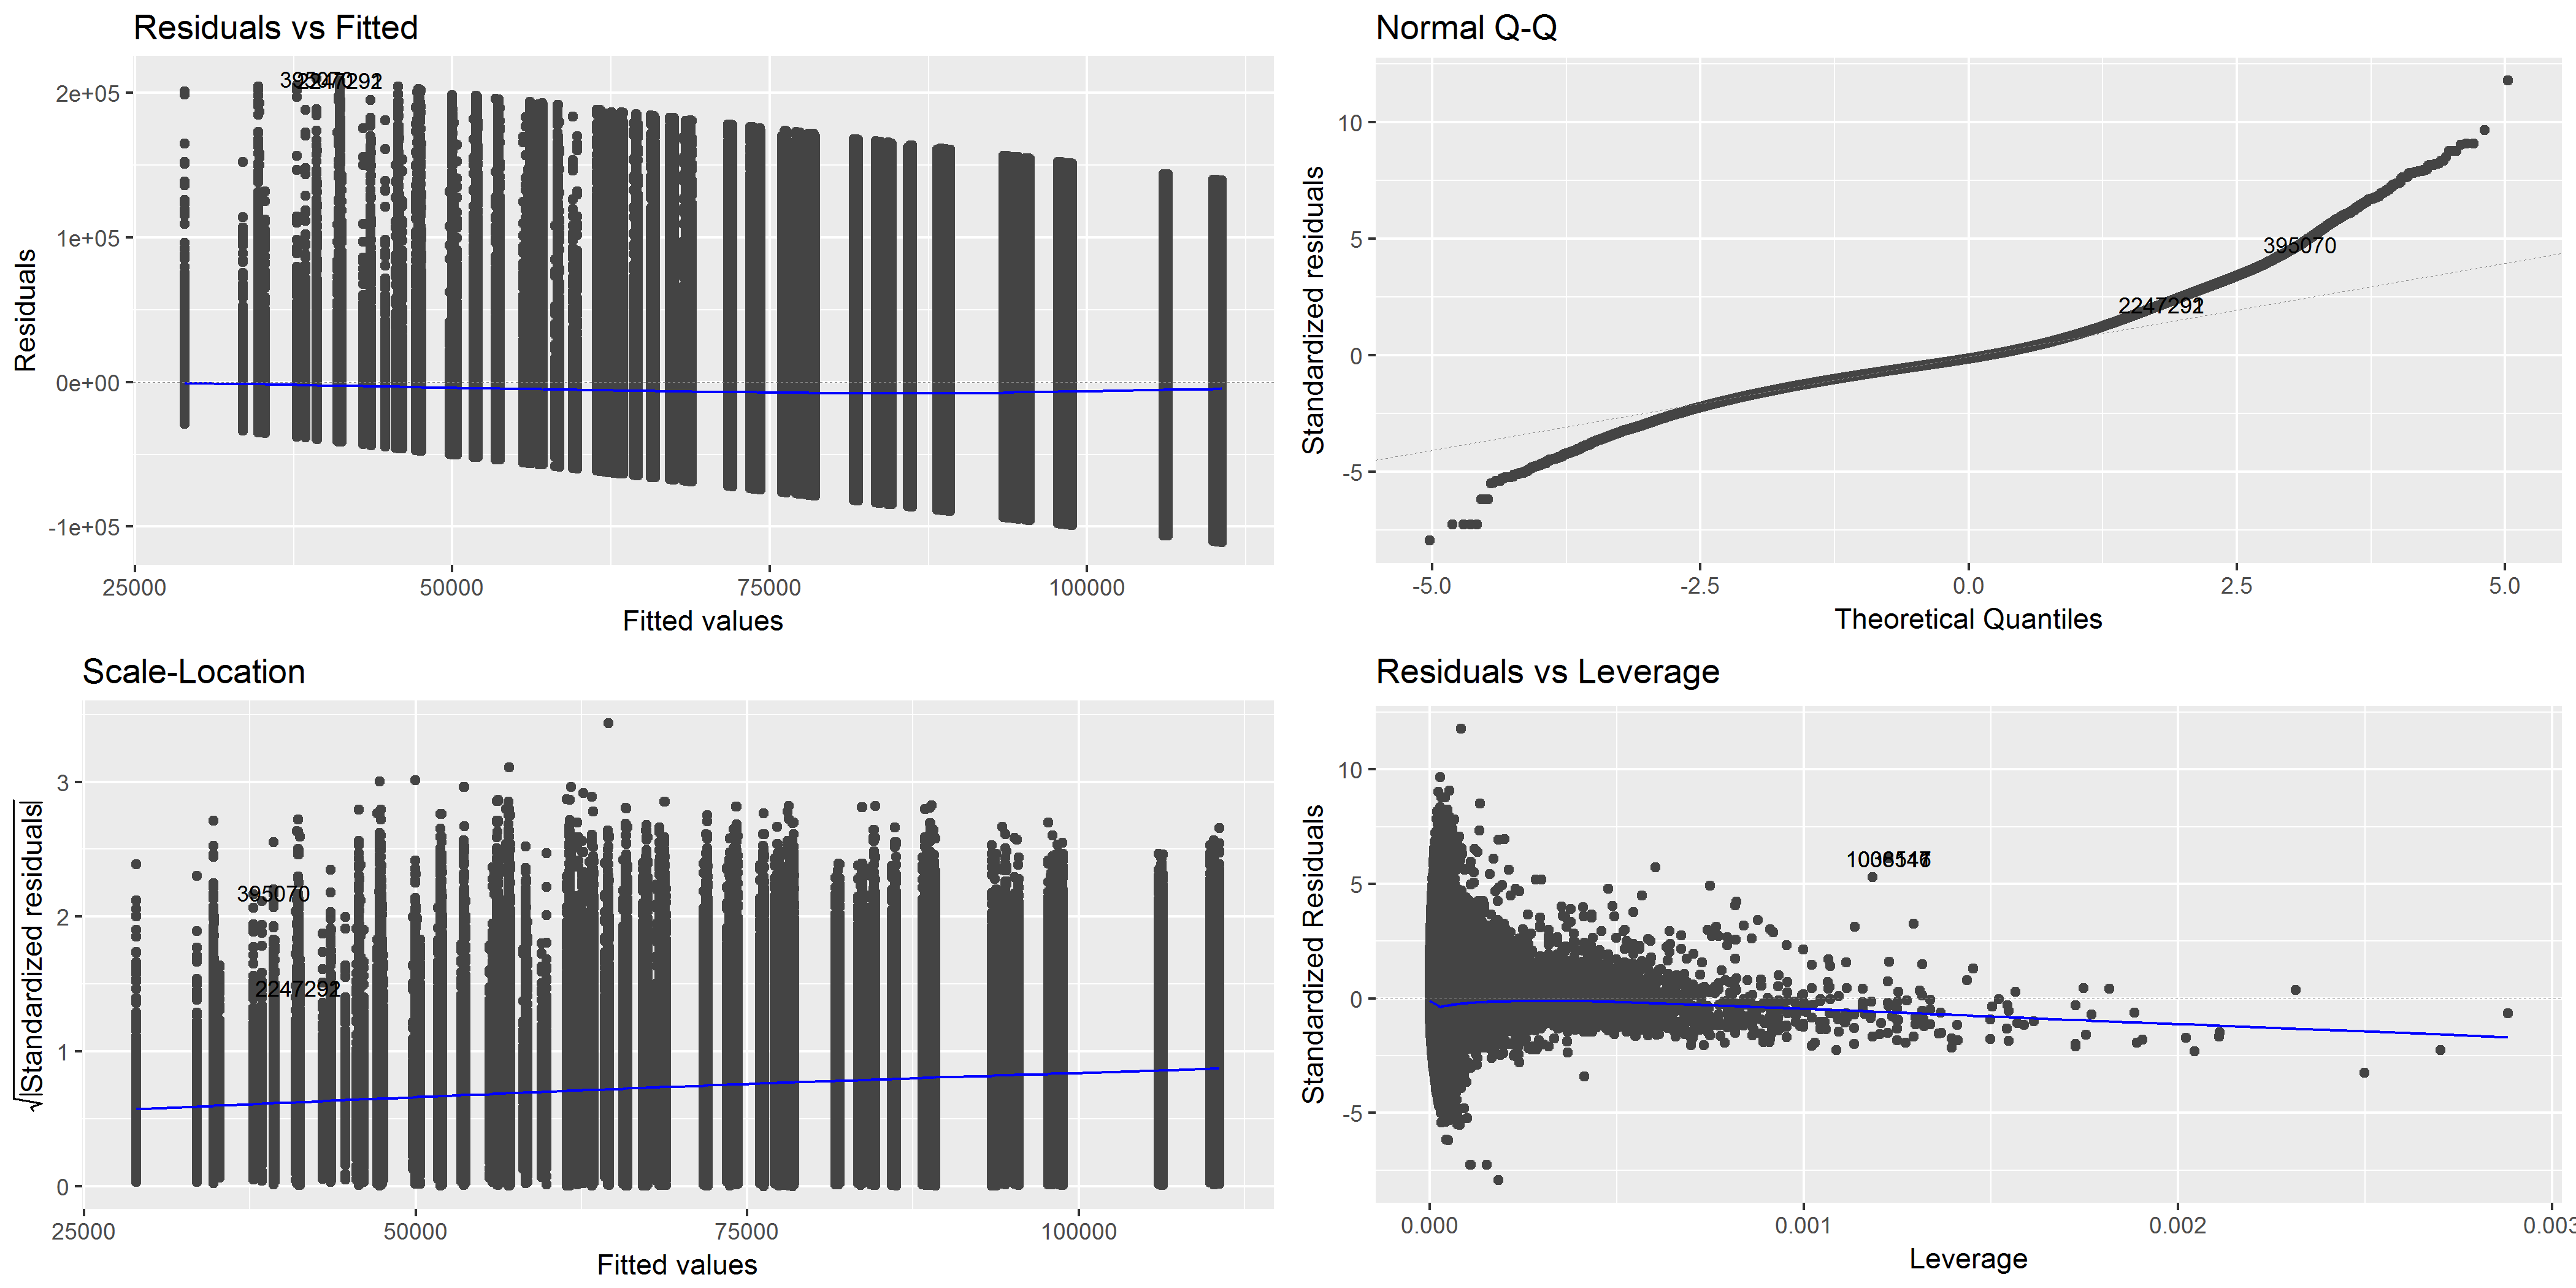 Residuals vs Fitted
395070
2e+05
1e+05
0e+00
-1e+05
Residuals
25000
50000
75000
100000
Fitted values
Normal Q-Q
10
5
0
-5
Standardized residuals
395070
-5.0
-2.5
0.0
2.5
5.0
Theoretical Quantiles
Scale-Location
3
2
1
0
√|Standardized residuals|
395070
25000
50000
75000
100000
Fitted values
Residuals vs Leverage
10
5
0
-5
Standardized Residuals
0.000
0.001
0.002
0.003
Leverage